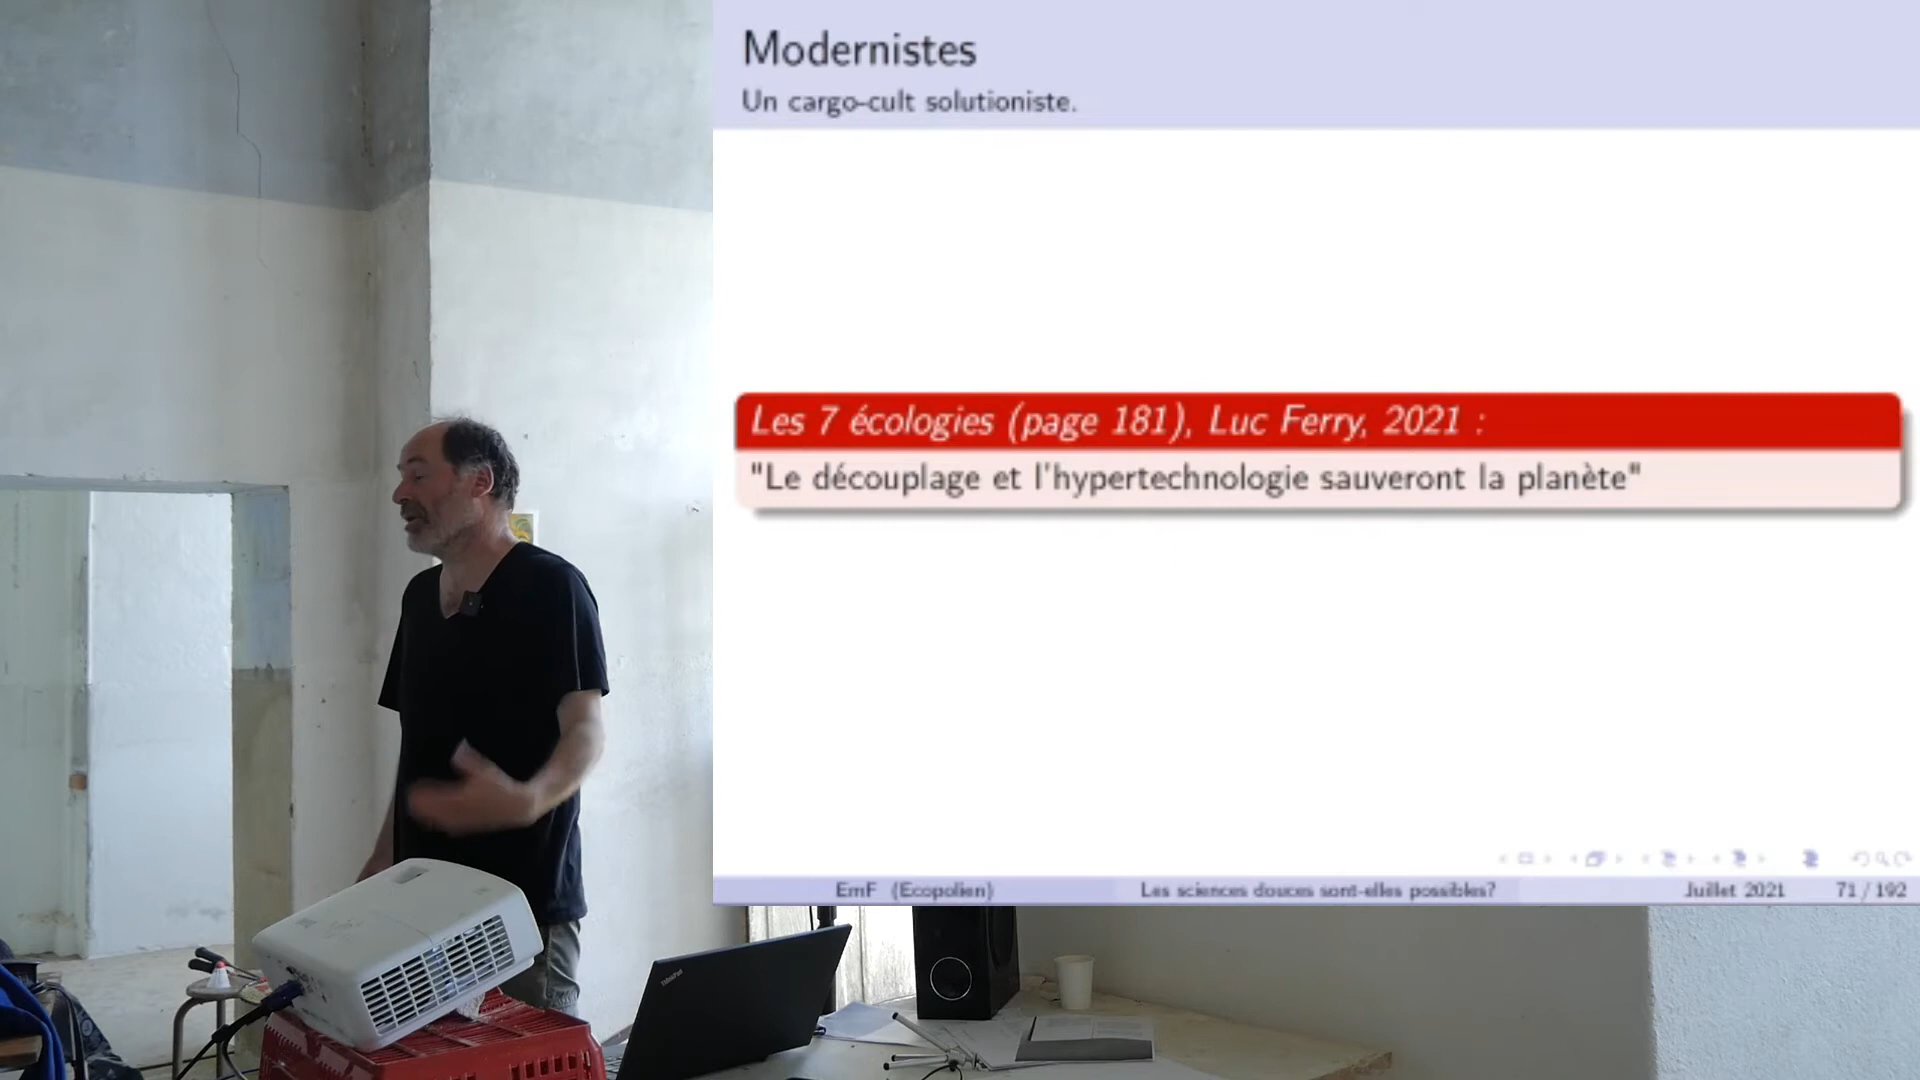 Modernistes
Un cargo-cult solutioniste.
Les 7 écologies (page 181), Luc Ferry, 2021 :
"Le découplage et l'hypertechnologie sauveront la planète"
EmF (Ecopolien)
Les sciences douces sont-elles possibles?
Juillet 2021
71 / 192
ThinkPad